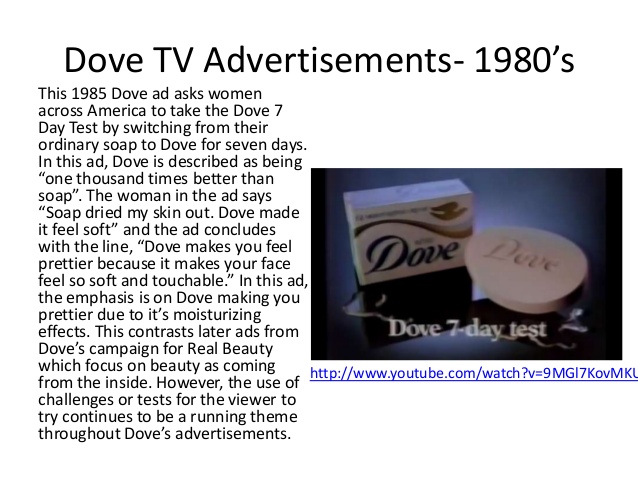 Dove TV Advertisements- 1980’s
This 1985 Dove ad asks women
across America to take the Dove 7
Day Test by switching from their
ordinary soap to Dove for seven days.
In this ad, Dove is described as being
“one thousand times better than
soap”. The woman in the ad says
“Soap dried my skin out. Dove made
it feel soft” and the ad concludes
with the line, “Dove makes you feel
prettier because it makes your face
feel so soft and touchable.” In this ad,
the emphasis is on Dove making you
prettier due to it’s moisturizing
effects. This contrasts later ads from
Dove’s campaign for Real Beauty
which focus on beauty as coming
from the inside. However, the use of
challenges or tests for the viewer to
try continues to be a running theme
throughout Dove’s advertisements.
Dove
Dove
Dove 7-day test
http://www.youtube.com/watch?v=9MGl7KovMKU